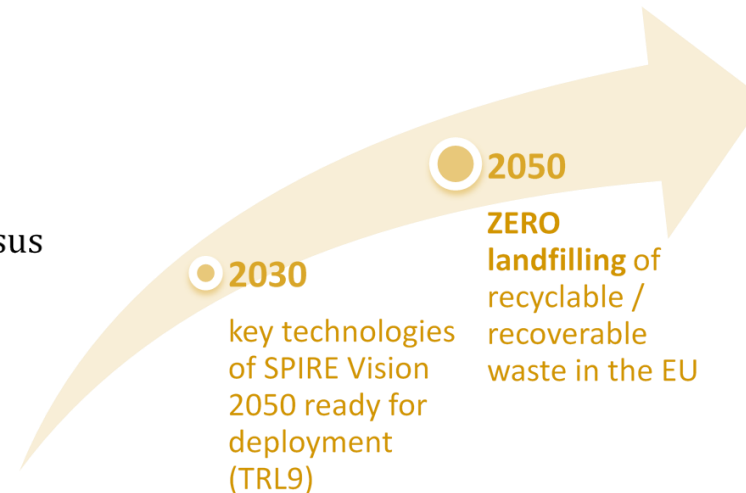 2050
ZERO
landfilling of
recyclable /
recoverable
waste in the EU
sus
2030
key technologies
of SPIRE Vision
2050 ready for
deployment
(TRL9)